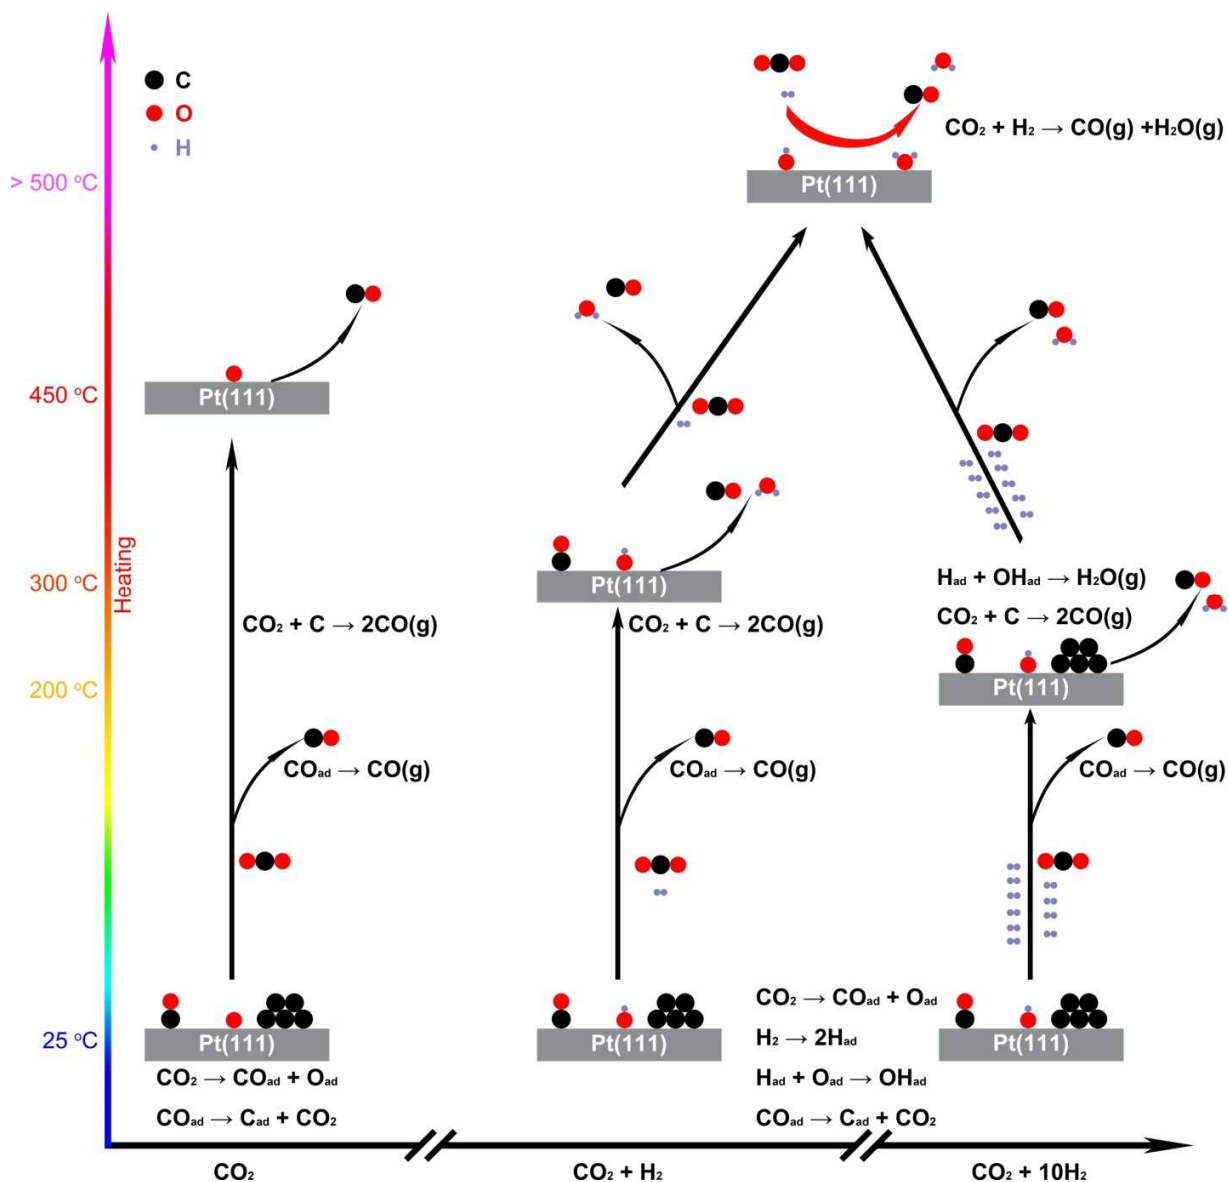 C
O
H
CO₂ + H₂ → CO(g) +H₂O(g)
Pt(111)
> 500 °C
450 °C
Pt(111)
Heating
300 °C
Pt(111)
CO₂ + C → 2CO(g)
CO₂ + C → 2CO(g)
Had + OHad → H₂O(g)
CO₂ + C → 2CO(g)
Pt(111)
200 °C
COad → CO(g)
COad → CO(g)
COad → CO(g)
25 °C
Pt(111)
CO₂ → COad + Oad
COad → Cad + CO₂
Pt(111)
CO₂ → COad + Oad
H₂ → 2Had
Had + Oad → OHad
COad → Cad + CO₂
Pt(111)
CO₂
CO₂ + H₂
CO₂ + 10H₂